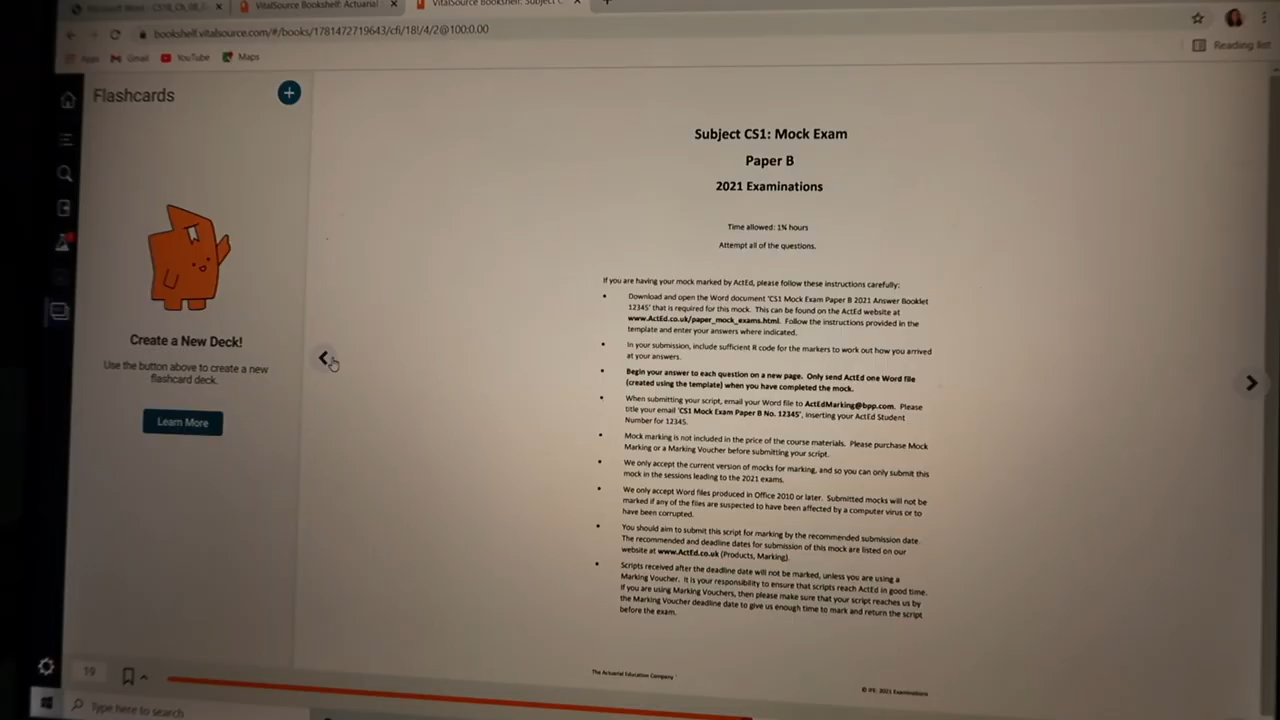 VitalSource Bookshelf: Actuarial
VitalSource Bookshelf: Subject C
bookshelf.vitalsource.com/#/books/1781472719643/cfi/18!/4/2@100:0.00
Apps
Gmail
YouTube
Maps
Reading list
Flashcards
Create a New Deck!
Use the button above to create a new
flashcard deck.
Learn More
Subject CS1: Mock Exam
Paper B
2021 Examinations
Time allowed: 1¾ hours
Attempt all of the questions.
If you are having your mock marked by ActEd, please follow these instructions carefully:
• Download and open the Word document 'CS1 Mock Exam Paper B 2021 Answer Booklet
12345' that is required for this mock. This can be found on the ActEd website at
www.ActEd.co.uk/paper_mock_exams.html. Follow the instructions provided in the
template and enter your answers where indicated.
• In your submission, include sufficient R code for the markers to work out how you arrived
at your answers.
• Begin your answer to each question on a new page. Only send ActEd one Word file
(created using the template) when you have completed the mock.
• When submitting your script, email your Word file to ActEdMarking@bpp.com. Please
title your email 'CS1 Mock Exam Paper B No. 12345', inserting your ActEd Student
Number for 12345.
• Mock marking is not included in the price of the course materials. Please purchase Mock
Marking or a Marking Voucher before submitting your script.
• We only accept the current version of mocks for marking, and so you can only submit this
mock in the sessions leading to the 2021 exams.
• We only accept Word files produced in Office 2010 or later. Submitted mocks will not be
marked if any of the files are suspected to have been affected by a computer virus or to
have been corrupted.
• You should aim to submit this script for marking by the recommended submission date.
The recommended and deadline dates for submission of this mock are listed on our
website at www.ActEd.co.uk (Products, Marking).
• Scripts received after the deadline date will not be marked, unless you are using a
Marking Voucher. It is your responsibility to ensure that scripts reach ActEd in good time.
If you are using Marking Vouchers, then please make sure that your script reaches us by
the Marking Voucher deadline date to give us enough time to mark and return the script
before the exam.
The Actuarial Education Company
© IFE: 2021 Examinations
19
Type here to search